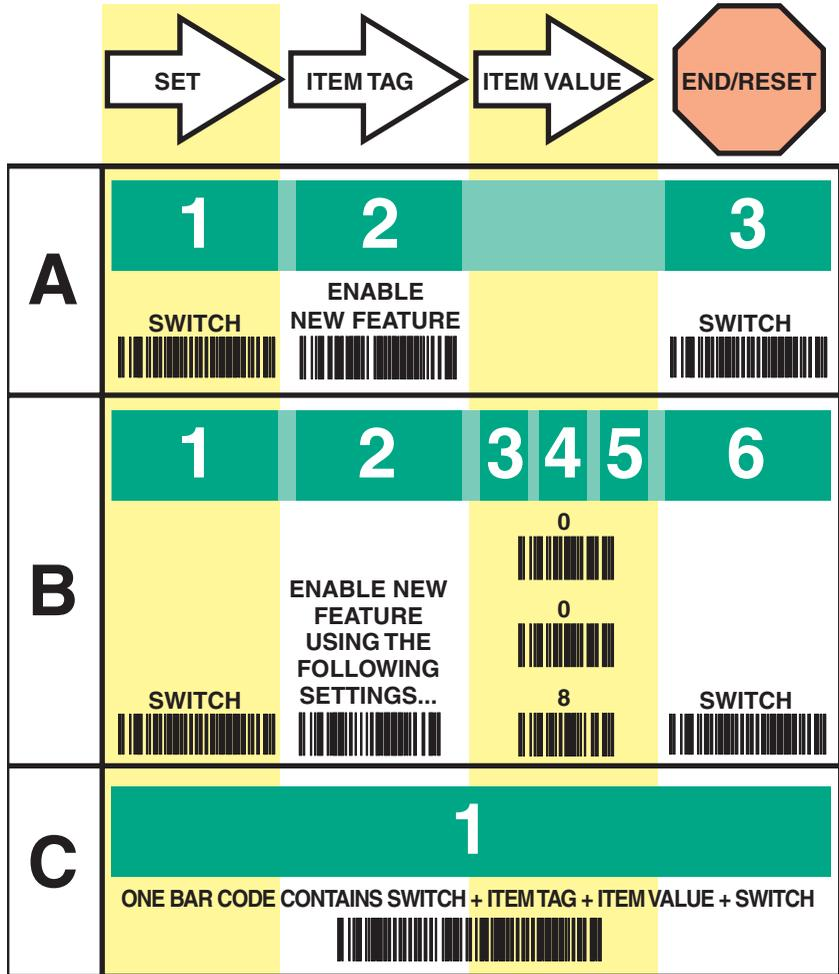 SET
ITEM TAG
ITEM VALUE
END/RESET
A
1
2
3
SWITCH
ENABLE
NEW FEATURE
SWITCH
B
1
2
3
4
5
6
SWITCH
ENABLE NEW
FEATURE
USING THE
FOLLOWING
SETTINGS...
0
0
8
SWITCH
C
1
ONE BAR CODE CONTAINS SWITCH + ITEM TAG + ITEM VALUE + SWITCH